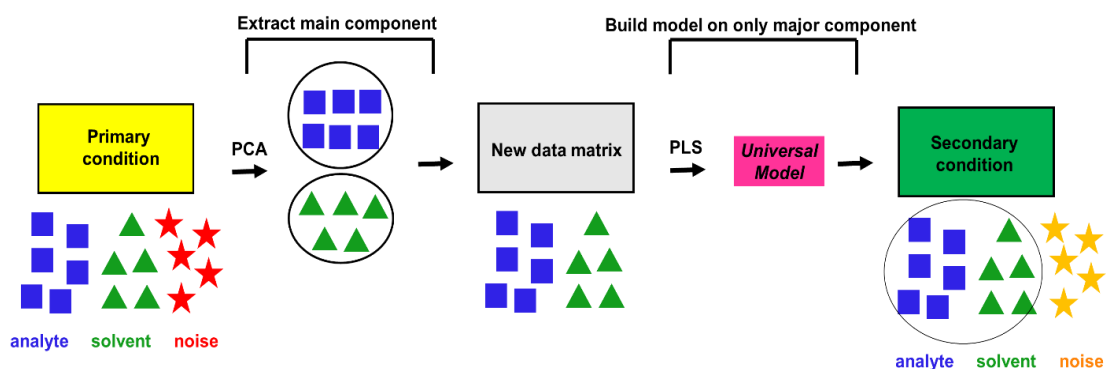 Extract main component
Build model on only major component
Primary
condition
PCA
New data matrix
PLS
Universal
Model
Secondary
condition
analyte solvent noise
analyte solvent noise